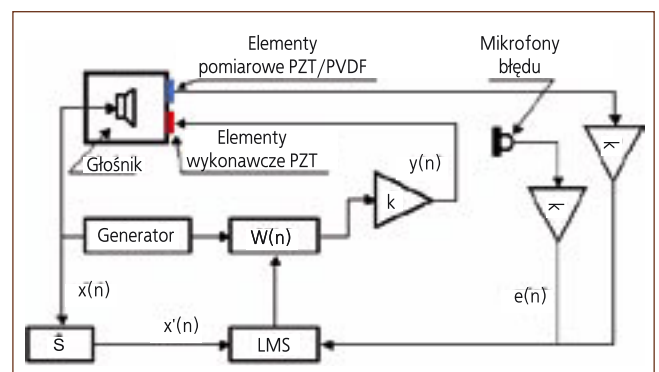 Elementy
pomiarowe PZT/PVDF
Mikrofony
błędu
Głośnik
Elementy
wykonawcze PZT
y(n)
k
k
k
Generator
W(n)
x(n)
e(n)
x'(n)
Ŝ
LMS